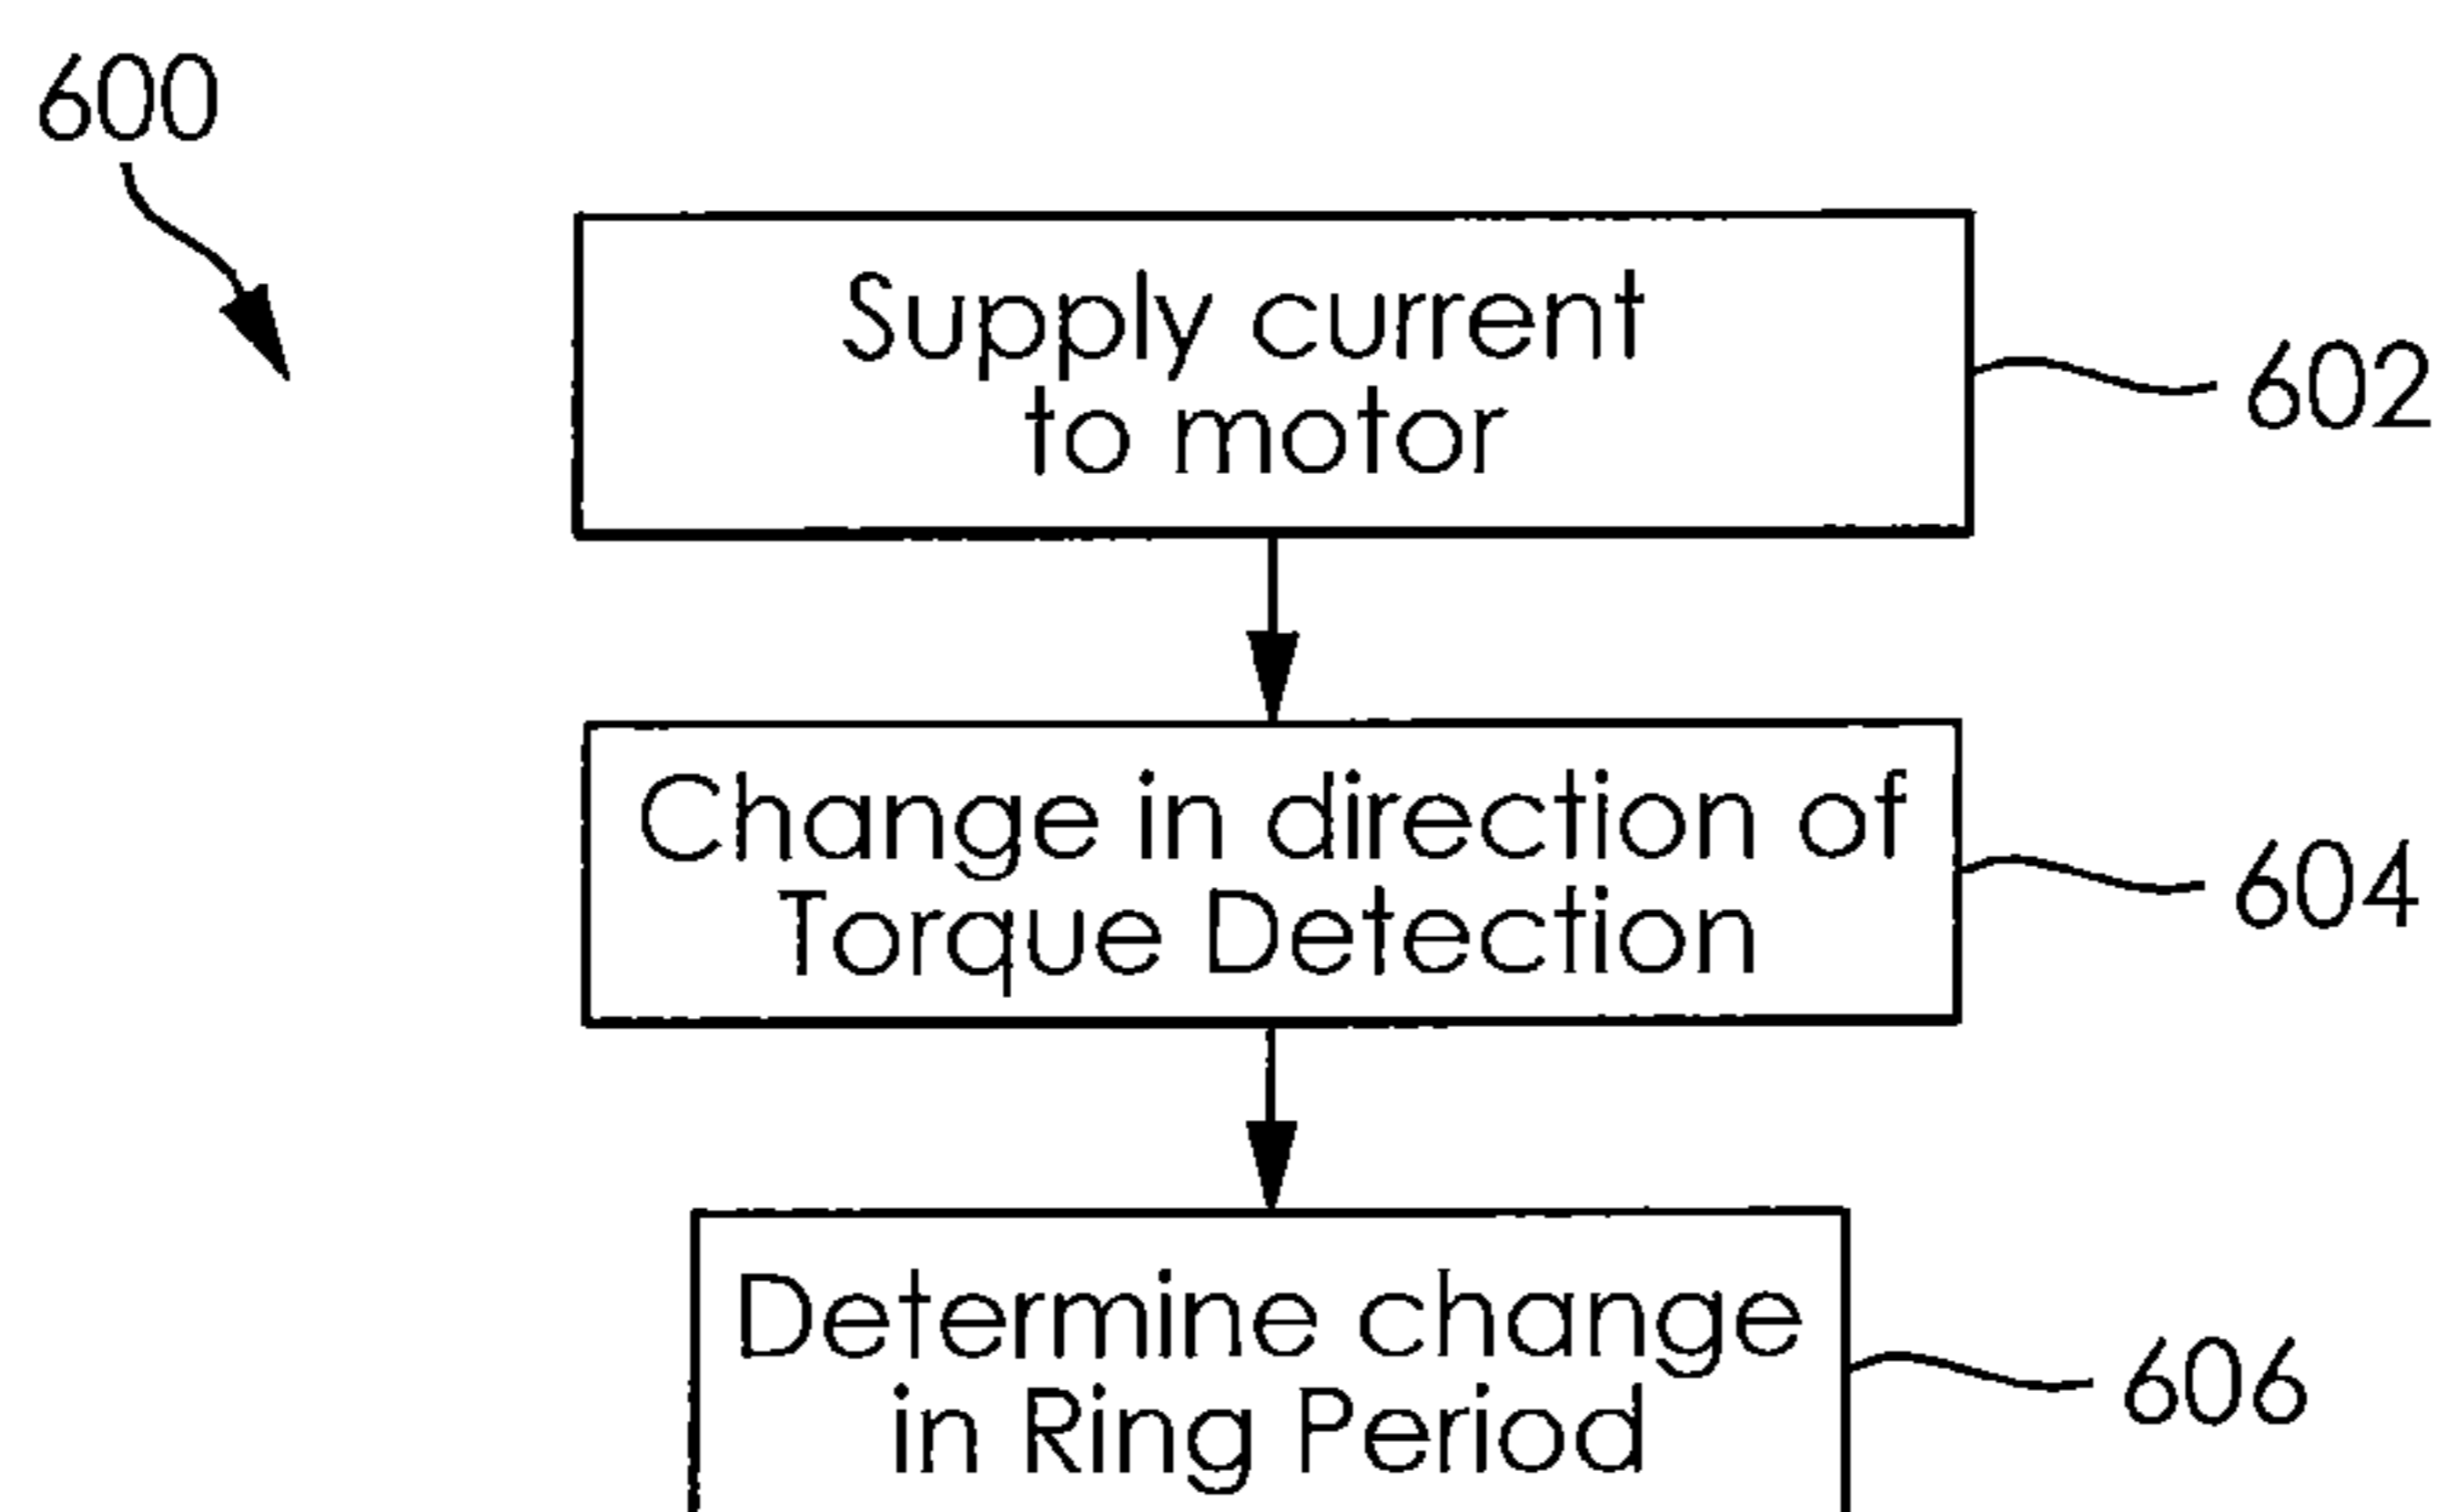 600
Supply current
to motor
602
Change in direction of
Torque Detection
604
Determine change
in Ring Period
606